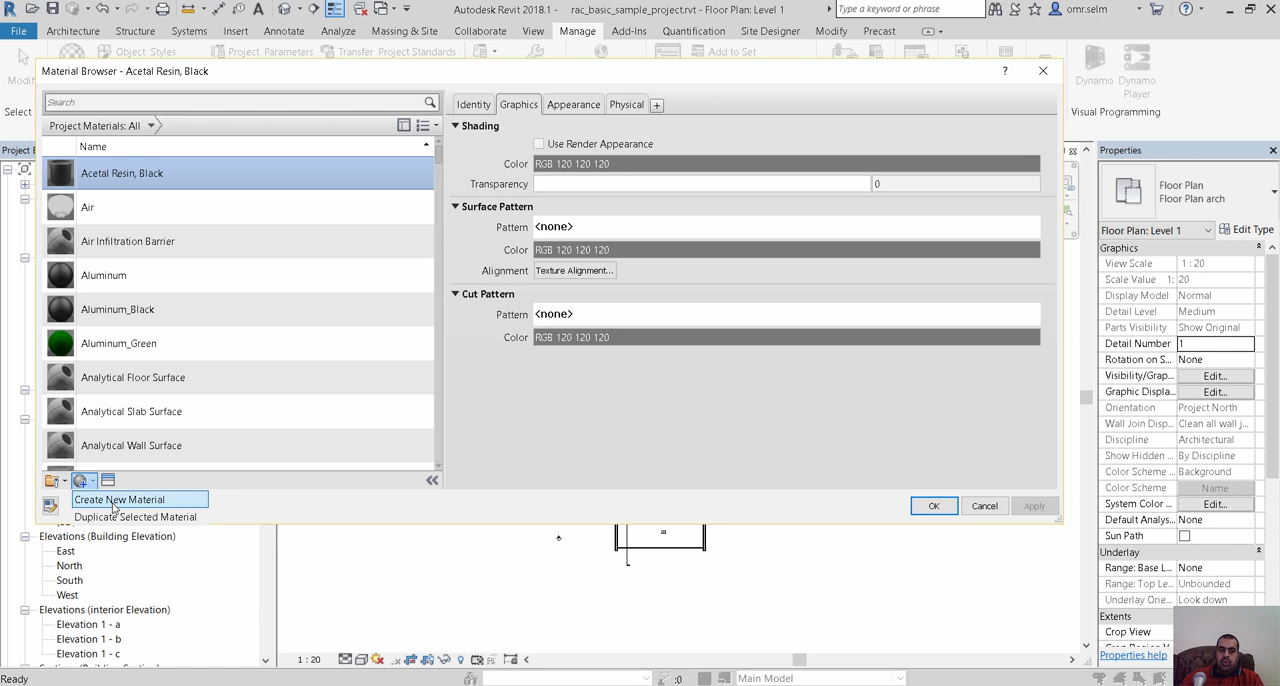 Autodesk Revit 2018.1 - rac_basic_sample_project.rvt - Floor Plan: Level 1
Type a keyword or phrase
omr.selm
File Architecture Structure Systems Insert Annotate Analyze Massing & Site Collaborate View Manage Add-Ins Quantification Site Designer Modify Precast
Object Styles Project Parameters Transfer Project Standards Add to Set
Dynamo Dynamo
Player
Select
Visual Programming
Material Browser - Acetal Resin, Black
Search
Project Materials: All
Name
Acetal Resin, Black
Air
Air Infiltration Barrier
Aluminum
Aluminum_Black
Aluminum_Green
Analytical Floor Surface
Analytical Slab Surface
Analytical Wall Surface
Create New Material
Duplicate Selected Material
Identity Graphics Appearance Physical
Shading
Use Render Appearance
Color RGB 120 120 120
Transparency 0
Surface Pattern
Pattern <none>
Color RGB 120 120 120
Alignment Texture Alignment...
Cut Pattern
Pattern <none>
Color RGB 120 120 120
OK Cancel Apply
Elevations (Building Elevation)
East
North
South
West
Elevations (interior Elevation)
Elevation 1 - a
Elevation 1 - b
Elevation 1 - c
Properties
Floor Plan
Floor Plan arch
Floor Plan: Level 1 Edit Type
Graphics
View Scale 1 : 20
Scale Value 1: 20
Display Model Normal
Detail Level Medium
Parts Visibility Show Original
Detail Number 1
Rotation on S... None
Visibility/Grap... Edit...
Graphic Displa... Edit...
Orientation Project North
Wall Join Disp... Clean all wall j...
Discipline Architectural
Show Hidden ... By Discipline
Color Scheme ... Background
Color Scheme Name
System Color ... Edit...
Default Analys... None
Sun Path
Underlay
Range: Base L... None
Range: Top Le... Unbounded
Underlay Orie... Look down
Extents
Crop View
Properties help
1 : 20
Ready
:0
Main Model